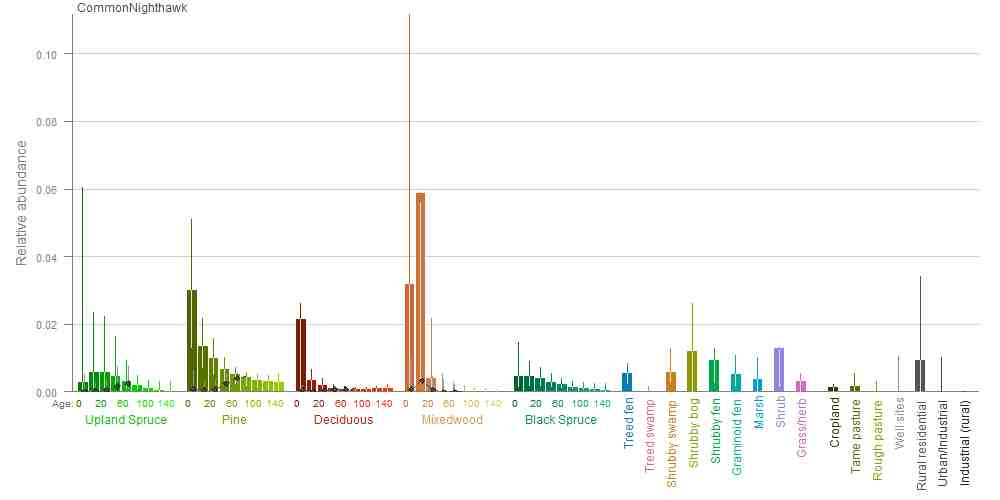 CommonNighthawk
Relative abundance
0.10
0.08
0.06
0.04
0.02
0.00
Age: 0 20 60 100 140 0 20 60 100 140 0 20 60 100 140 0 20 60 100 140 0 20 60 100 140
Upland Spruce Pine Deciduous Mixedwood Black Spruce
Treed fen
Treed swamp
Shrubby swamp
Shrubby bog
Shrubby fen
Graminoid fen
Marsh
Shrub
Grass/herb
Cropland
Tame pasture
Rough pasture
Well sites
Rural residential
Urban/Industrial
Industrial (rural)